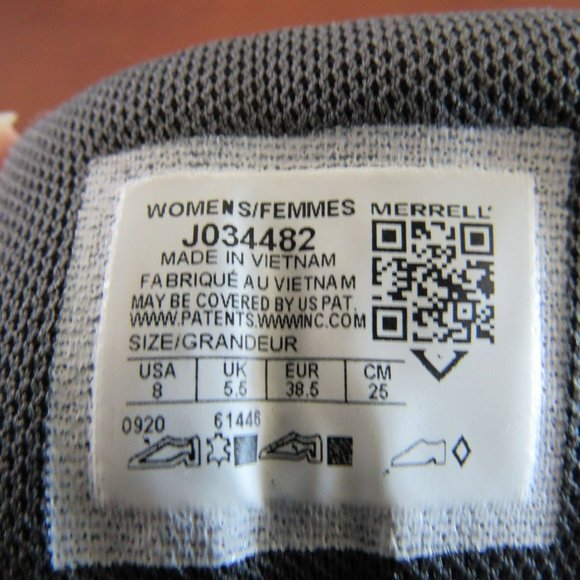 WOMENS/FEMMES MERRELL
J034482
MADE IN VIETNAM
FABRIQUÉ AU VIETNAM
MAY BE COVERED BY US PAT.
WWW.PATENTS.WWWINC.COM
SIZE/GRANDEUR
USA UK EUR CM
8 5.5 38.5 25
0920 61446